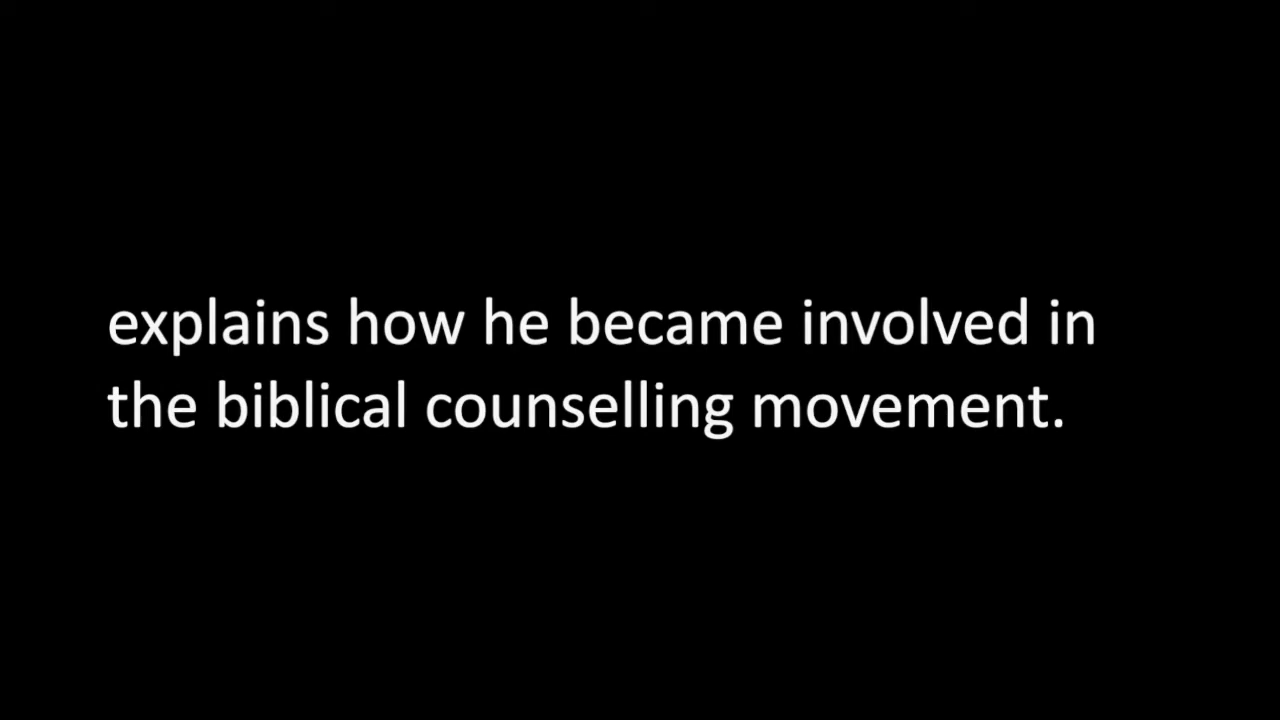 explains how he became involved in
the biblical counselling movement.